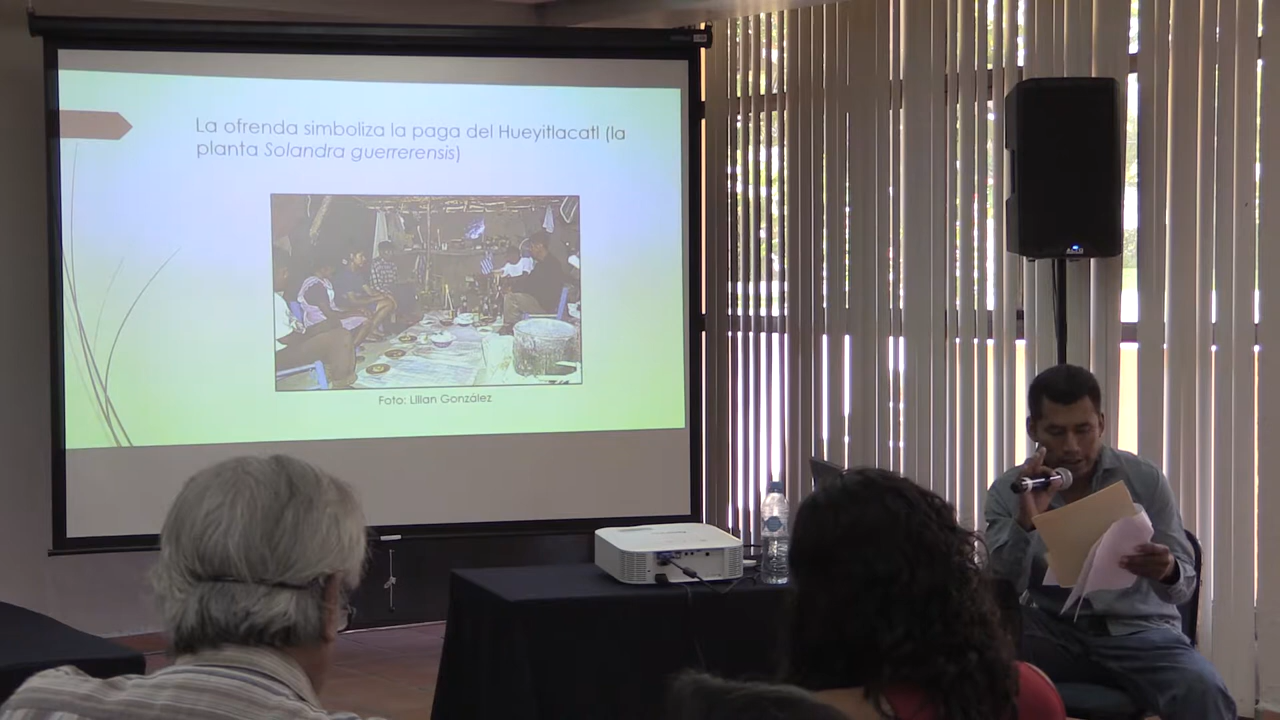 La ofrenda simboliza la paga del Hueyitlacatl (la
planta Solandra guerrerensis)
Foto: Lilian González